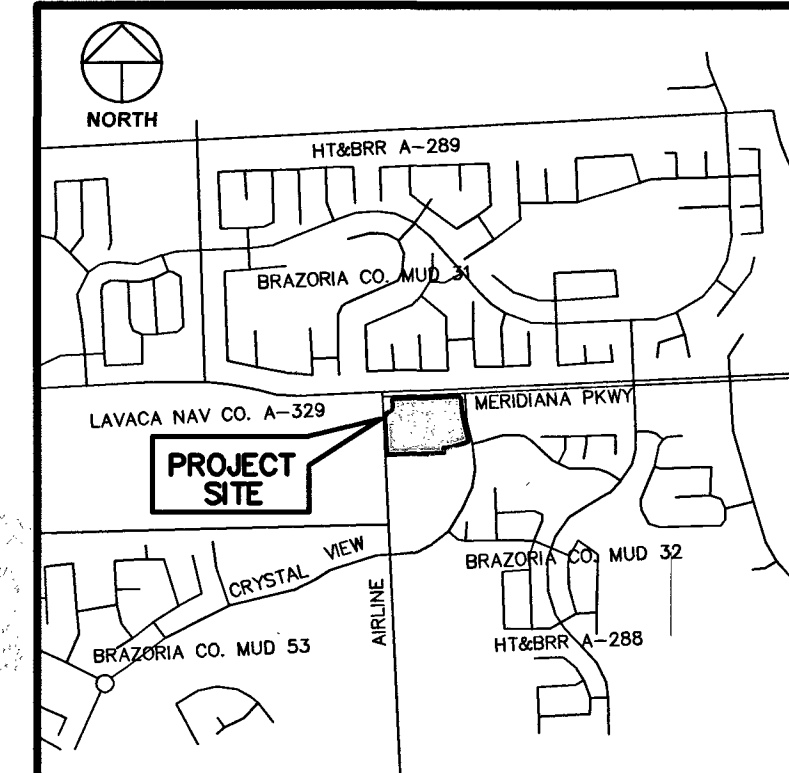 NORTH
HT&BRR A-289
BRAZORIA CO. MUD 31
LAVACA NAV CO. A-329
MERIDIANA PKWY
PROJECT
SITE
CRYSTAL VIEW
AIRLINE
BRAZORIA CO. MUD 32
BRAZORIA CO. MUD 53
HT&BRR A-288